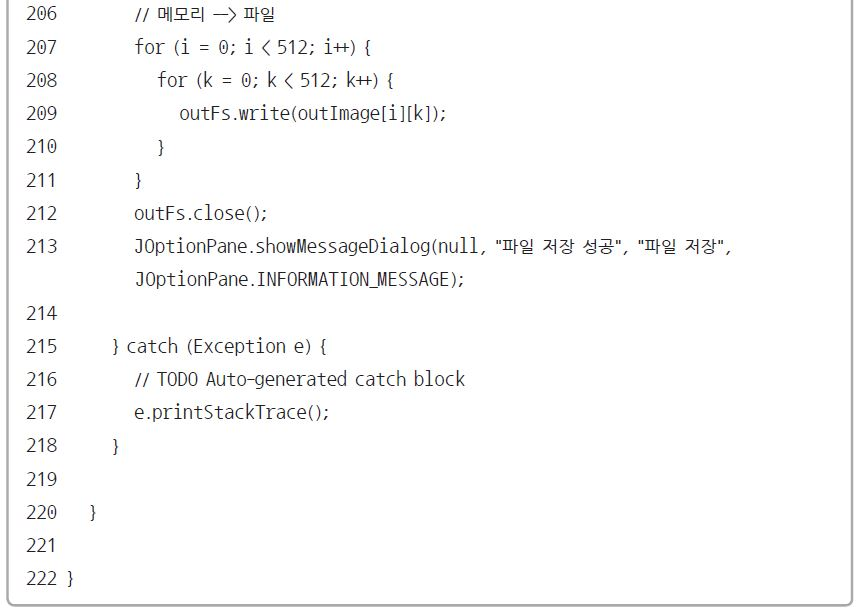 206 // 메모리 --> 파일
207 for (i = 0; i < 512; i++) {
208 for (k = 0; k < 512; k++) {
209 outFs.write(outImage[i][k]);
210 }
211 }
212 outFs.close();
213 JOptionPane.showMessageDialog(null, "파일 저장 성공", "파일 저장",
JOptionPane.INFORMATION_MESSAGE);
214
215 } catch (Exception e) {
216 // TODO Auto-generated catch block
217 e.printStackTrace();
218 }
219
220 }
221
222 }